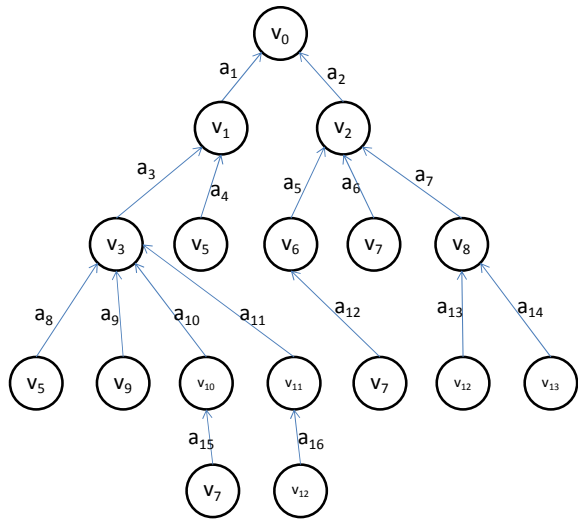 v0
a1 a2
v1 v2
a3 a4 a5 a6 a7
v3 v5 v6 v7 v8
a8 a9 a10 a11 a12 a13 a14
v5 v9 v10 v11 v7 v12 v13
a15 a16
v7 v12